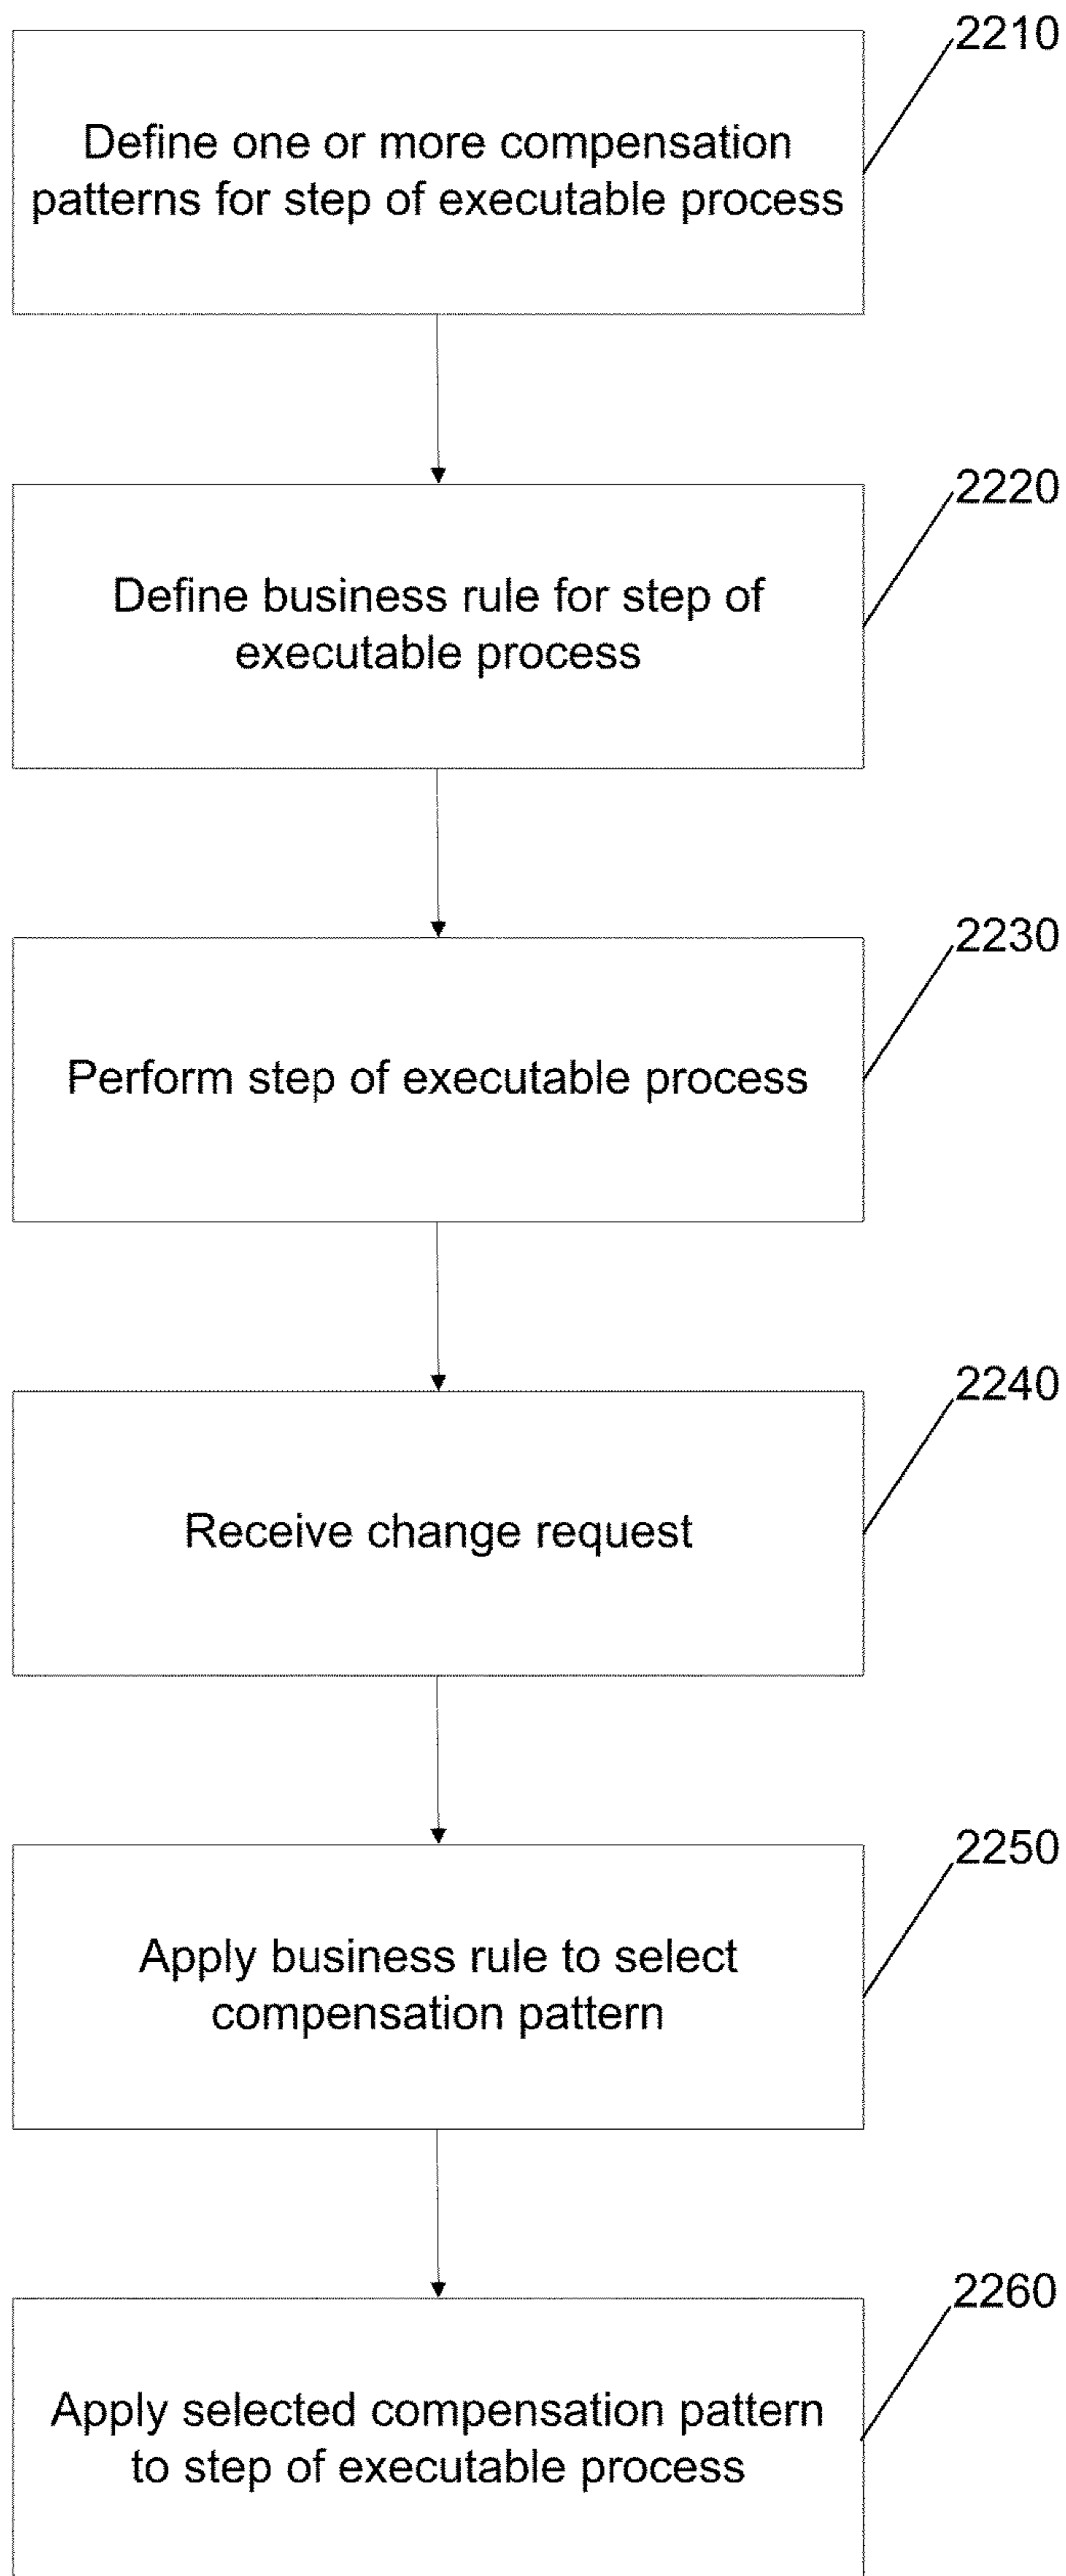 2210
Define one or more compensation
patterns for step of executable process
2220
Define business rule for step of
executable process
2230
Perform step of executable process
2240
Receive change request
2250
Apply business rule to select
compensation pattern
2260
Apply selected compensation pattern
to step of executable process